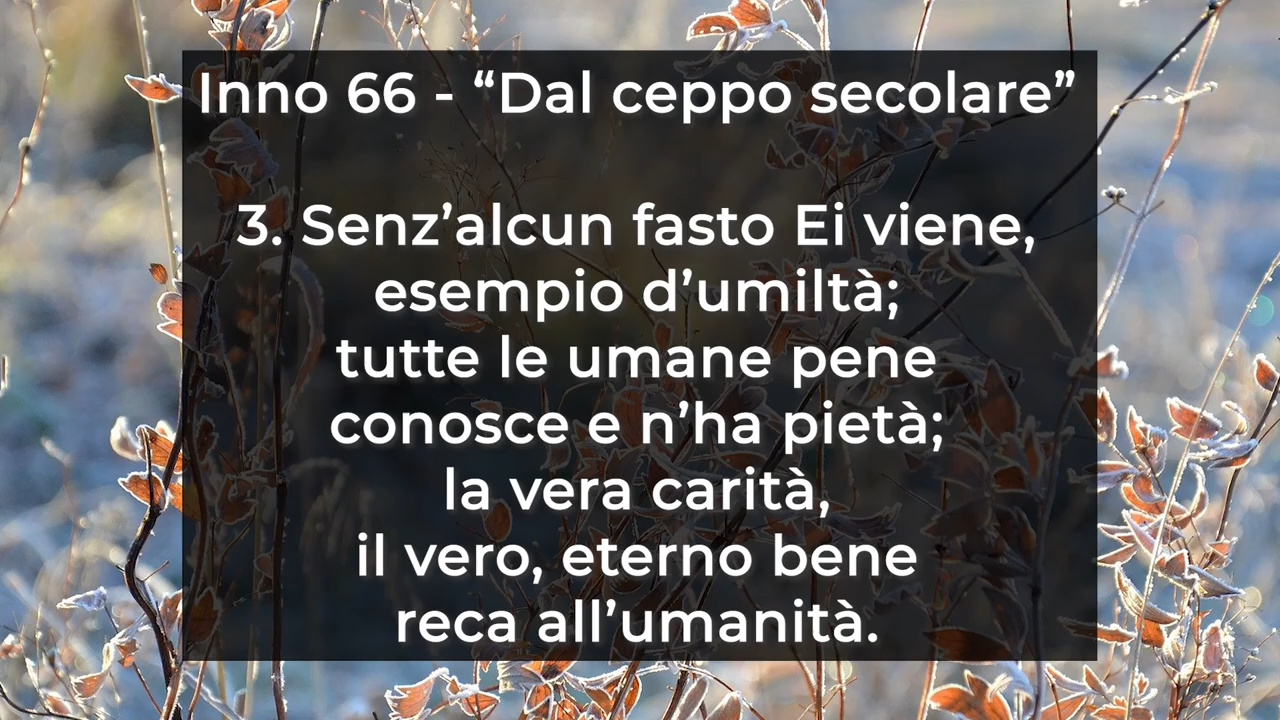 Inno 66 - “Dal ceppo secolare”
3. Senz’alcun fasto Ei viene,
esempio d’umiltà;
tutte le umane pene
conosce e n’ha pietà;
la vera carità,
il vero, eterno bene
reca all’umanità.